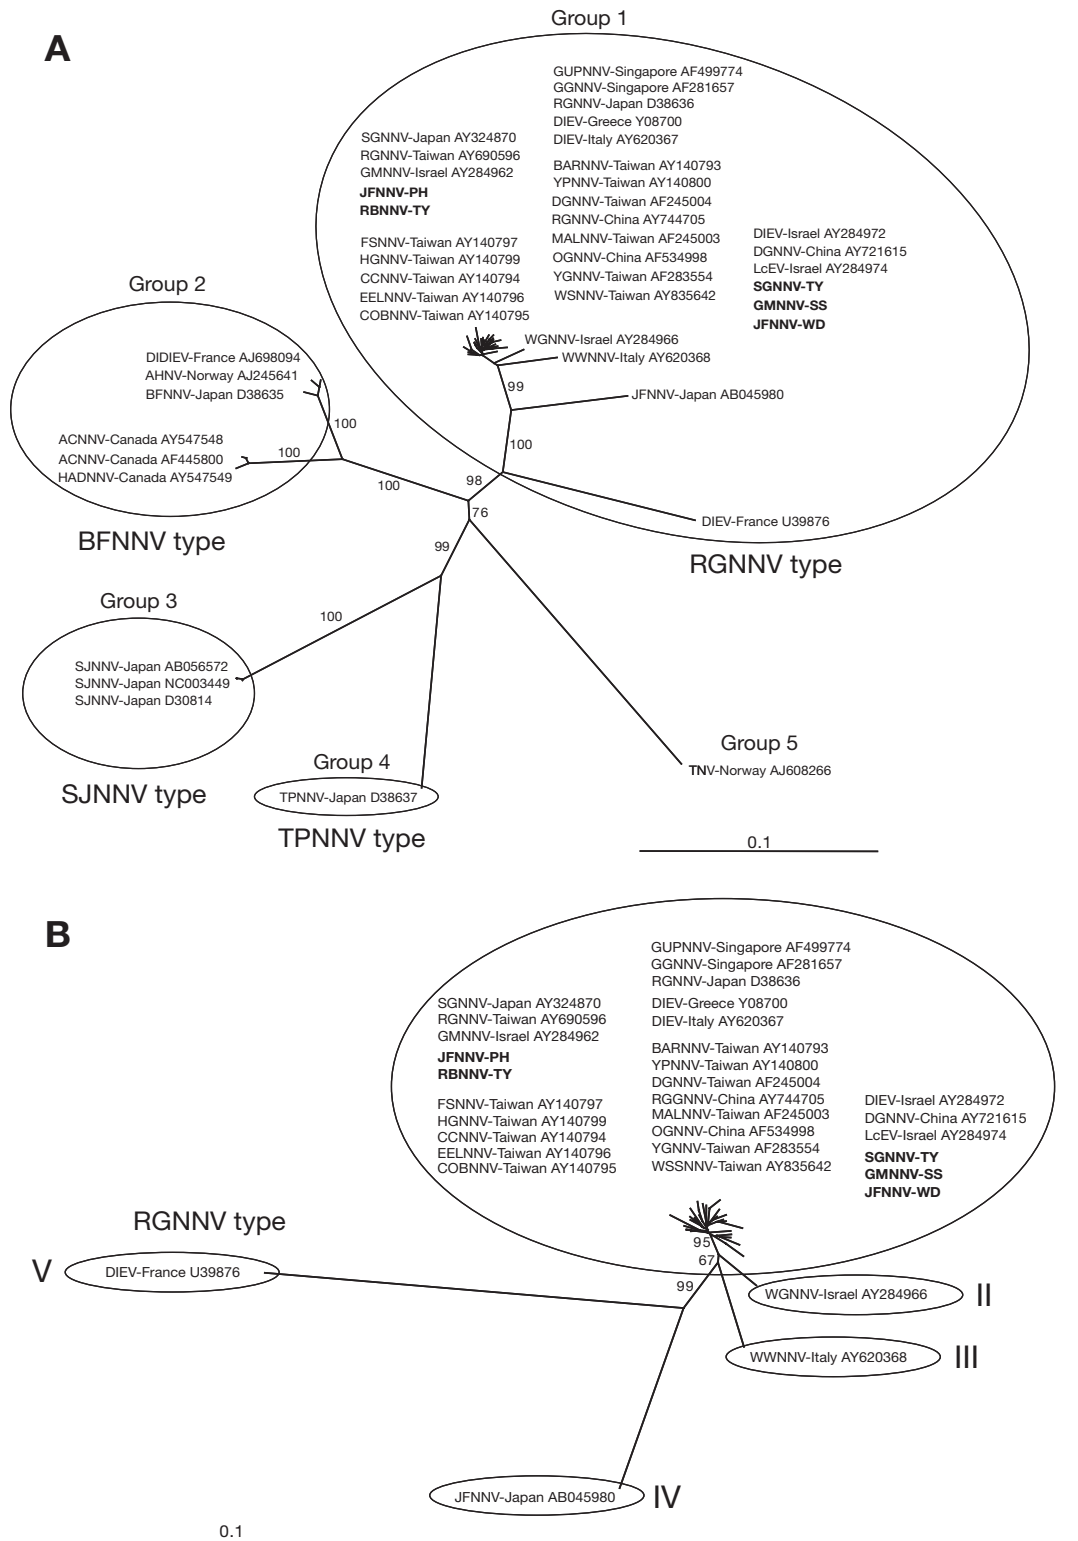 A
Group 1
GUPNNV-Singapore AF499774
GGNNV-Singapore AF281657
RGNNV-Japan D38636
DIEV-Greece Y08700
DIEV-Italy AY620367
SGNNV-Japan AY324870
RGNNV-Taiwan AY690596
GMNNV-Israel AY284962
JFNNV-PH
RBNNV-TY
BARNNV-Taiwan AY140793
YPNNV-Taiwan AY140800
DGNNV-Taiwan AF245004
RGNNV-China AY744705
MALNNV-Taiwan AF245003
OGNNV-China AF534998
YGNNV-Taiwan AF283554
WSNNV-Taiwan AY835642
FSNNV-Taiwan AY140797
HGNNV-Taiwan AY140799
CCNNV-Taiwan AY140794
EELNNV-Taiwan AY140796
COBNNV-Taiwan AY140795
DIEV-Israel AY284972
DGNNV-China AY721615
LcEV-Israel AY284974
SGNNV-TY
GMNNV-SS
JFNNV-WD
WGNNV-Israel AY284966
WWNNV-Italy AY620368
99
JFNNV-Japan AB045980
100
98
DIEV-France U39876
RGNNV type
Group 2
DIDIEV-France AJ698094
AHNV-Norway AJ245641
BFNNV-Japan D38635
100
ACNNV-Canada AY547548
ACNNV-Canada AF445800
HADNNV-Canada AY547549
100
100
BFNNV type
76
99
Group 3
100
SJNNV-Japan AB056572
SJNNV-Japan NC003449
SJNNV-Japan D30814
SJNNV type
Group 4
TPNNV-Japan D38637
TPNNV type
Group 5
TNV-Norway AJ608266
0.1
B
GUPNNV-Singapore AF499774
GGNNV-Singapore AF281657
RGNNV-Japan D38636
DIEV-Greece Y08700
DIEV-Italy AY620367
SGNNV-Japan AY324870
RGNNV-Taiwan AY690596
GMNNV-Israel AY284962
JFNNV-PH
RBNNV-TY
BARNNV-Taiwan AY140793
YPNNV-Taiwan AY140800
DGNNV-Taiwan AF245004
RGGNNV-China AY744705
MALNNV-Taiwan AF245003
OGNNV-China AF534998
YGNNV-Taiwan AF283554
WSSNNV-Taiwan AY835642
FSNNV-Taiwan AY140797
HGNNV-Taiwan AY140799
CCNNV-Taiwan AY140794
EELNNV-Taiwan AY140796
COBNNV-Taiwan AY140795
DIEV-Israel AY284972
DGNNV-China AY721615
LcEV-Israel AY284974
SGNNV-TY
GMNNV-SS
JFNNV-WD
RGNNV type
95
67
99
V
DIEV-France U39876
WGNNV-Israel AY284966
II
WWNNV-Italy AY620368
III
JFNNV-Japan AB045980
IV
0.1